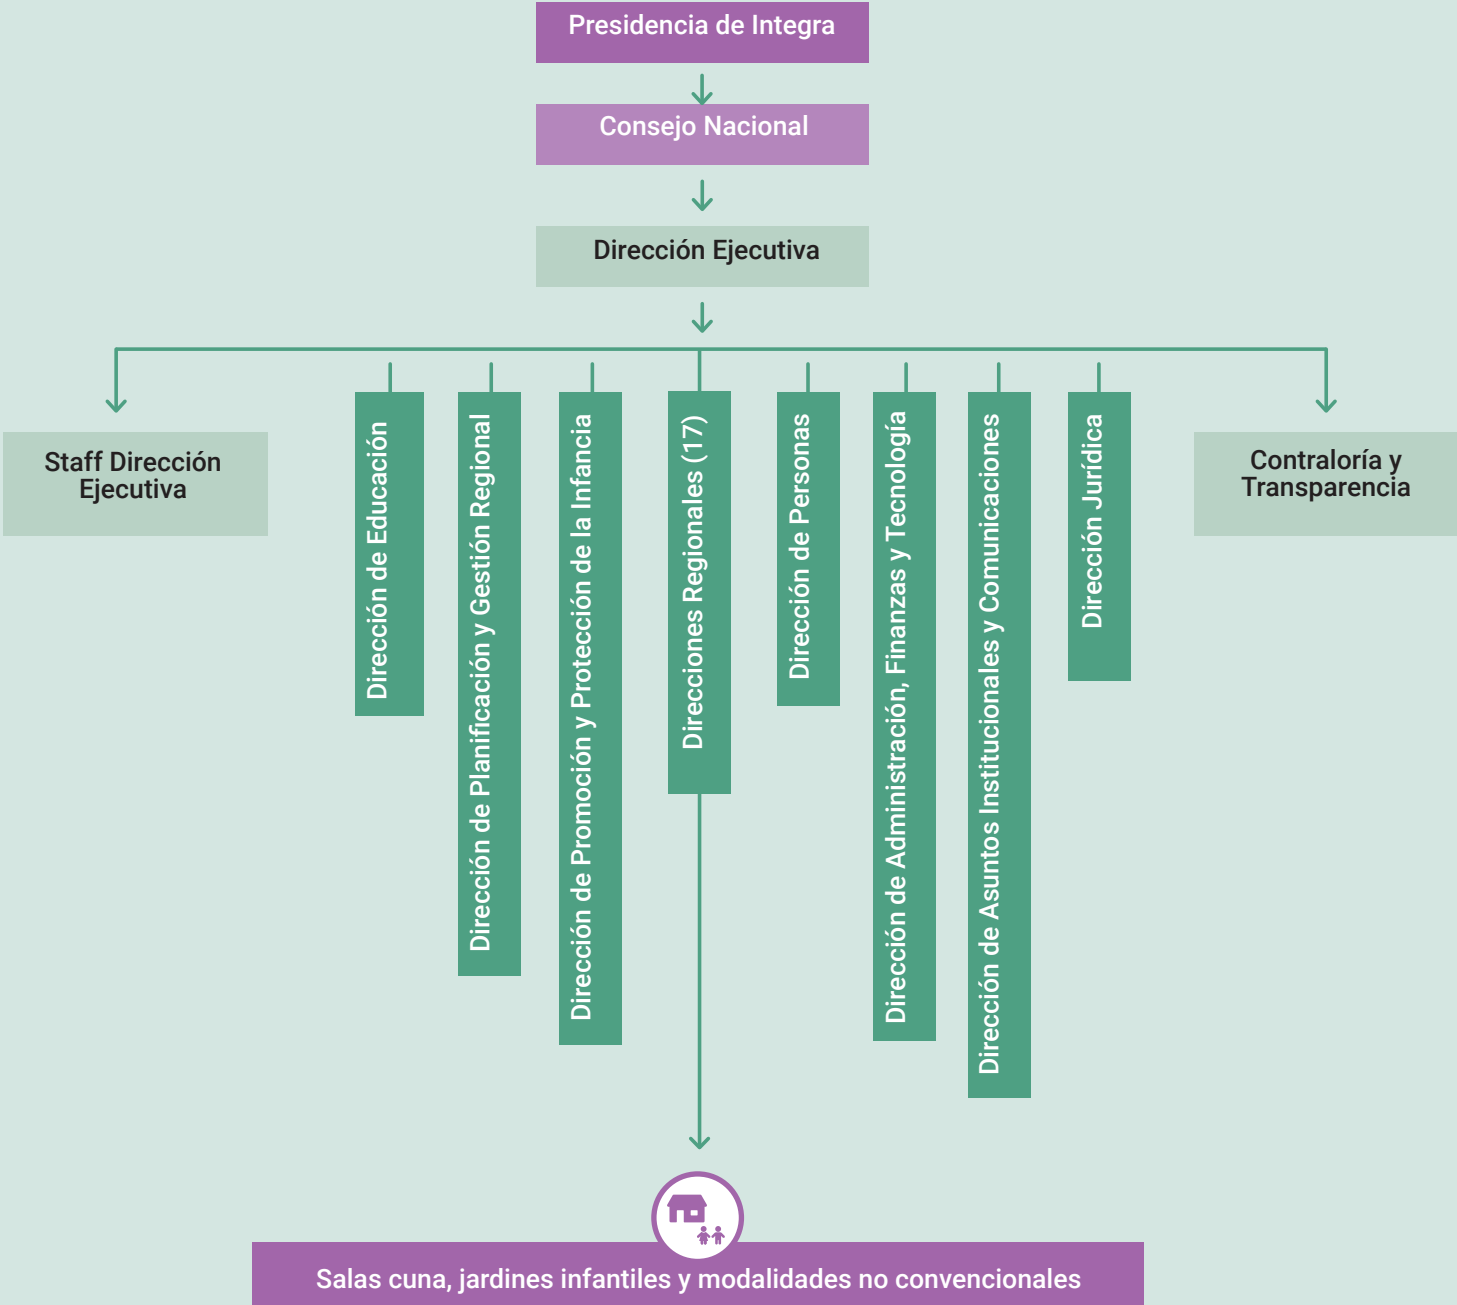 Presidencia de Integra
Consejo Nacional
Dirección Ejecutiva
Staff Dirección
Ejecutiva
Dirección de Educación
Dirección de Planificación y Gestión Regional
Dirección de Promoción y Protección de la Infancia
Direcciones Regionales (17)
Dirección de Personas
Dirección de Administración, Finanzas y Tecnología
Dirección de Asuntos Institucionales y Comunicaciones
Dirección Jurídica
Contraloría y
Transparencia
Salas cuna, jardines infantiles y modalidades no convencionales